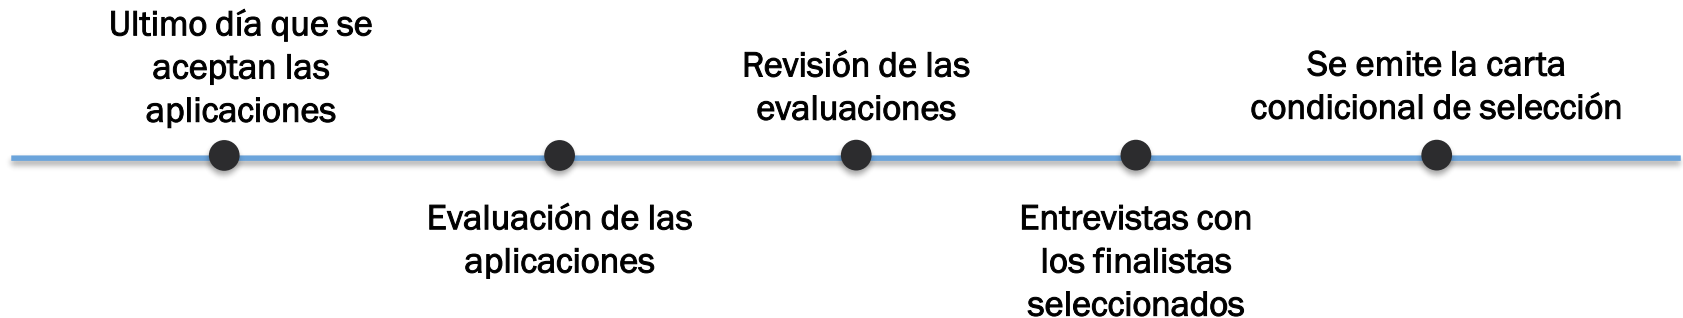 Ultimo día que se
aceptan las
aplicaciones
Evaluación de las
aplicaciones
Revisión de las
evaluaciones
Entrevistas con
los finalistas
seleccionados
Se emite la carta
condicional de selección